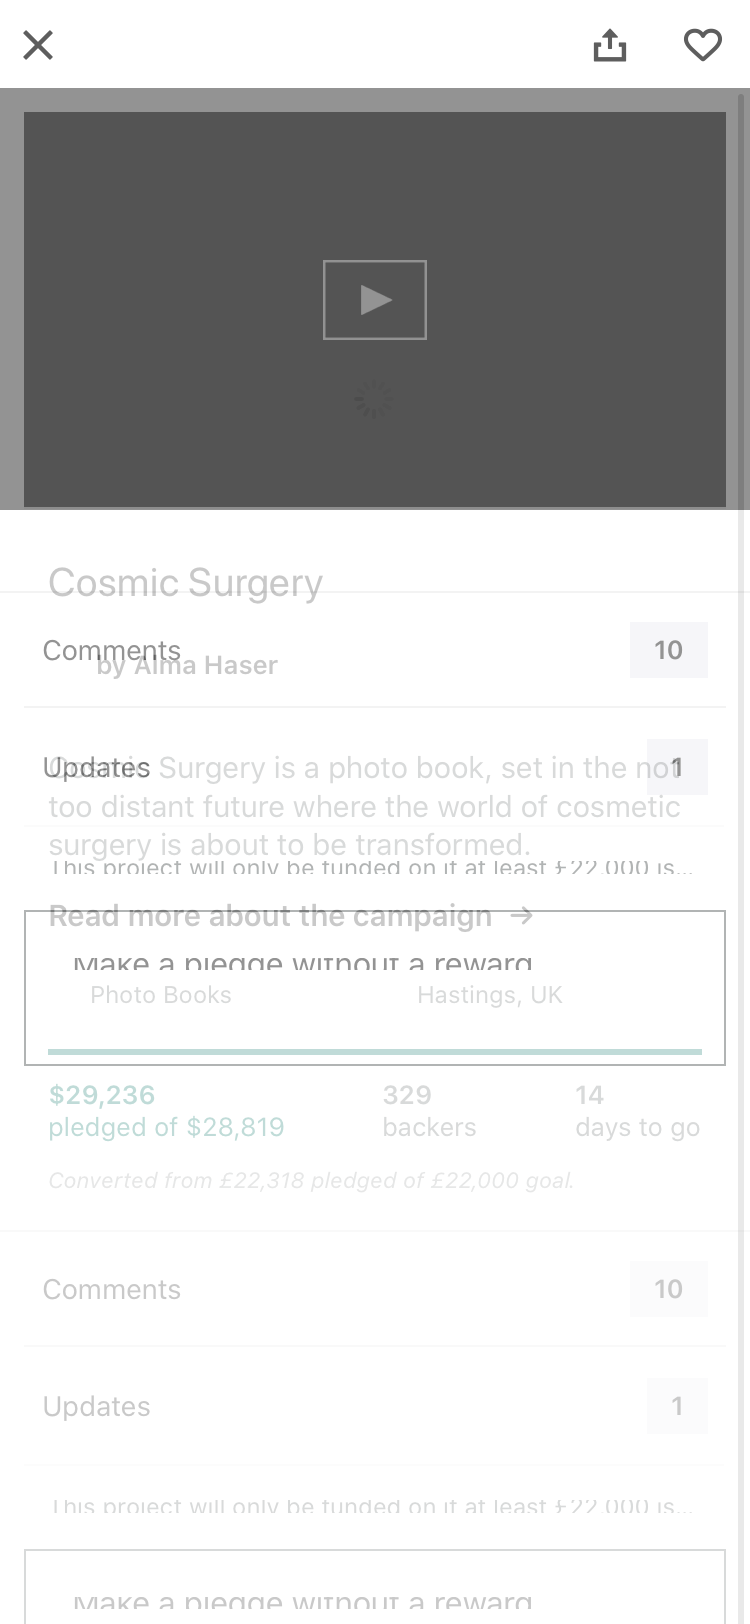 Cosmic Surgery
Comments
10
by Alma Haser
Updates
1
Cosmic Surgery is a photo book, set in the not
too distant future where the world of cosmetic
surgery is about to be transformed.
This project will only be funded on if at least £22,000 is...
Read more about the campaign →
Make a pledge without a reward
Photo Books
Hastings, UK
$29,236
pledged of $28,819
329
backers
14
days to go
Converted from £22,318 pledged of £22,000 goal.
Comments
10
Updates
1
This project will only be funded on if at least £22,000 is...
Make a pledge without a reward